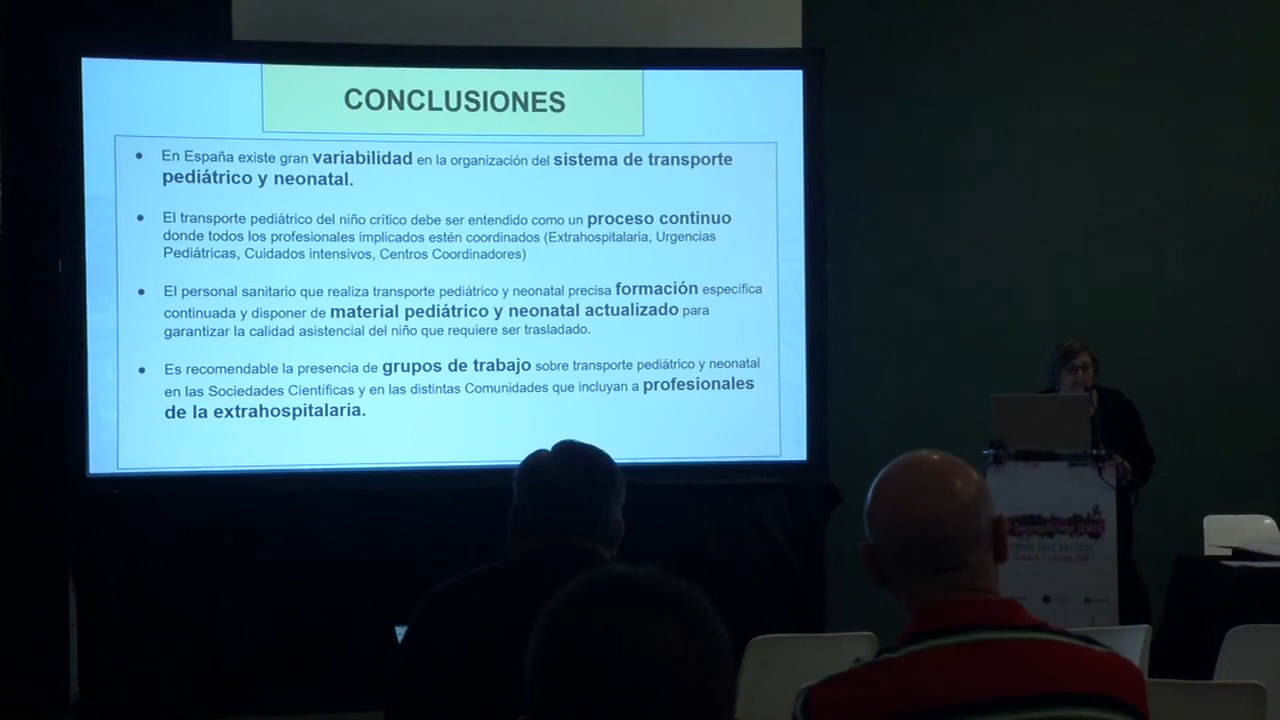 CONCLUSIONES
• En España existe gran variabilidad en la organización del sistema de transporte
pediátrico y neonatal.
• El transporte pediátrico del niño crítico debe ser entendido como un proceso continuo
donde todos los profesionales implicados estén coordinados (Extrahospitalaria, Urgencias
Pediátricas, Cuidados intensivos, Centros Coordinadores)
• El personal sanitario que realiza transporte pediátrico y neonatal precisa formación específica
continuada y disponer de material pediátrico y neonatal actualizado para
garantizar la calidad asistencial del niño que requiere ser trasladado.
• Es recomendable la presencia de grupos de trabajo sobre transporte pediátrico y neonatal
en las Sociedades Científicas y en las distintas Comunidades que incluyan a profesionales
de la extrahospitalaria.
Congreso Nacional SEMES